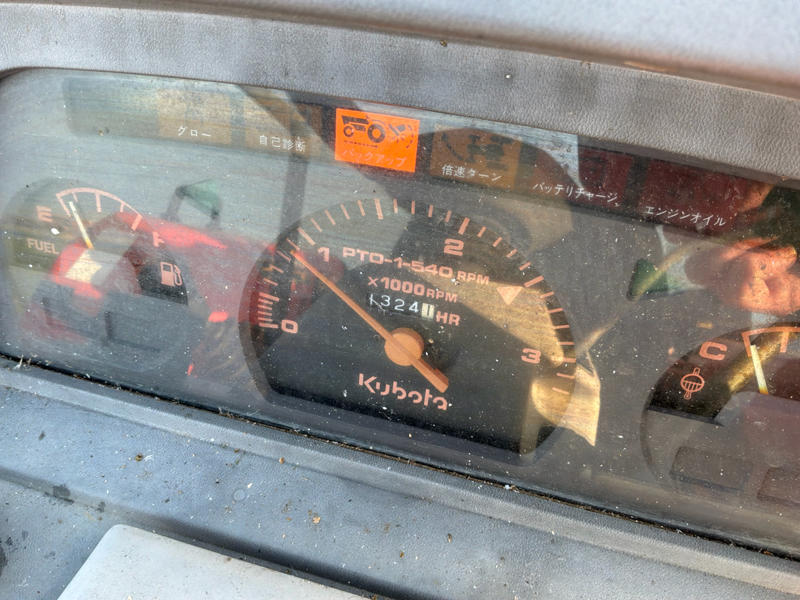 グロー
自己診断
バックアップ
倍速ターン
バッテリチャージ
エンジンオイル
E
F
FUEL
0
1
2
3
PTO-1-540 RPM
×1000RPM
1324
HR
Kubota
C